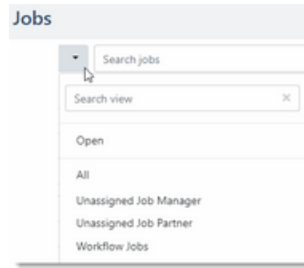 Jobs
Search jobs
Search view
Open
All
Unassigned Job Manager
Unassigned Job Partner
Workflow Jobs